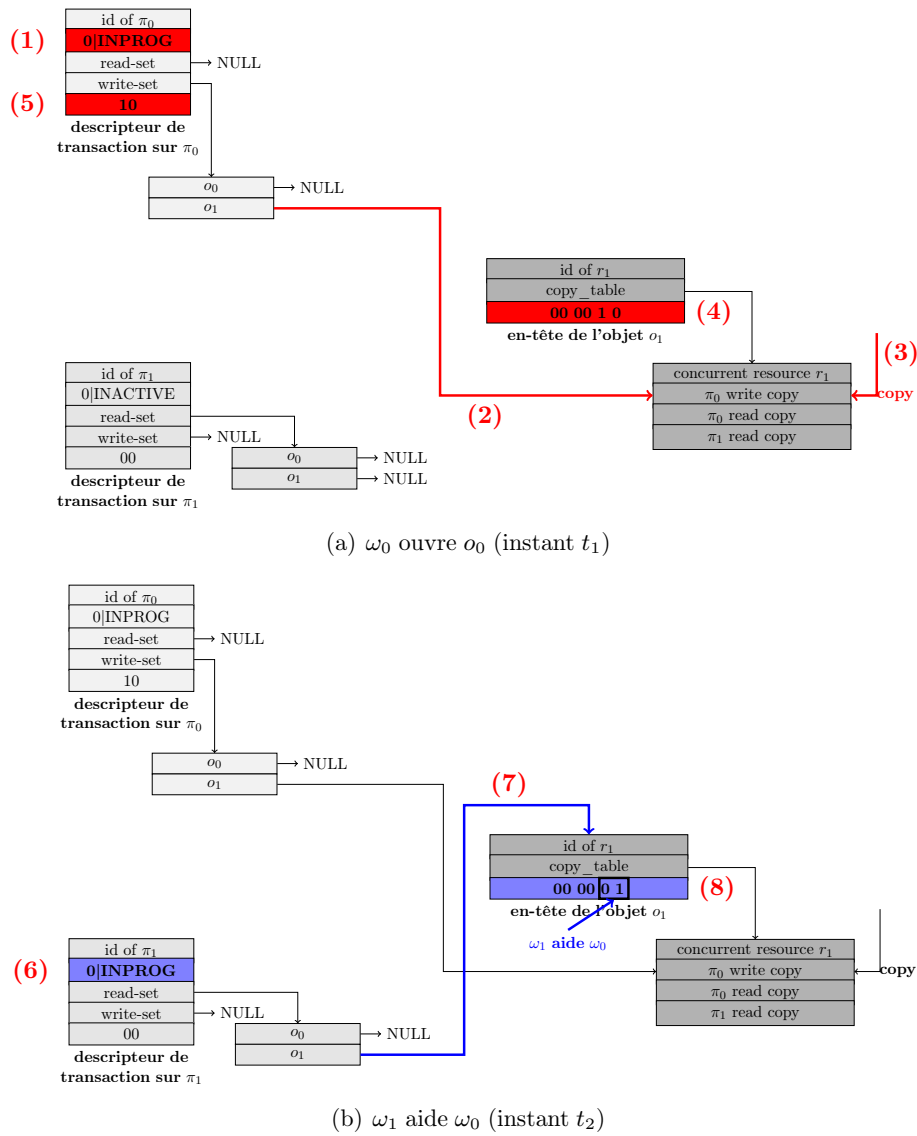 id of π₀
(1) 0|INPROG
read-set NULL
write-set
(5) 10
descripteur de
transaction sur π₀
o₀ NULL
o₁
id of r₁
copy_table
00 00 1 0 (4)
en-tête de l'objet o₁
(3)
concurrent resource r₁
π₀ write copy copy
(2)
π₀ read copy
π₁ read copy
id of π₁
0|INACTIVE
read-set
write-set NULL
00
descripteur de
transaction sur π₁
o₀ NULL
o₁ NULL
(a) ω₀ ouvre o₀ (instant t₁)
id of π₀
0|INPROG
read-set NULL
write-set
10
descripteur de
transaction sur π₀
o₀ NULL
o₁
(7)
id of r₁
copy_table
00 00 0 1 (8)
en-tête de l'objet o₁
ω₁ aide ω₀
concurrent resource r₁
π₀ write copy copy
π₀ read copy
π₁ read copy
id of π₁
(6) 0|INPROG
read-set
write-set NULL
00
descripteur de
transaction sur π₁
o₀ NULL
o₁
(b) ω₁ aide ω₀ (instant t₂)